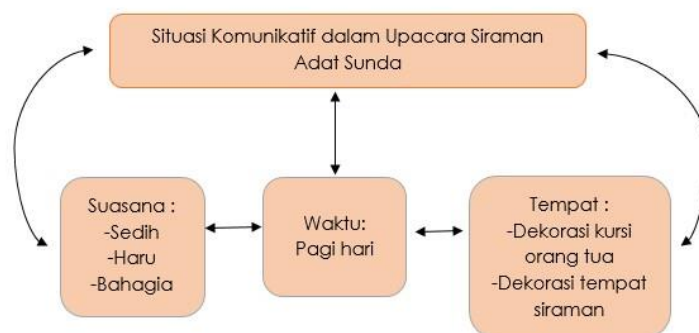 Situasi Komunikatif dalam Upacara Siraman
Adat Sunda
Suasana :
-Sedih
-Haru
-Bahagia
Waktu:
Pagi hari
Tempat :
-Dekorasi kursi
orang tua
-Dekorasi tempat
siraman